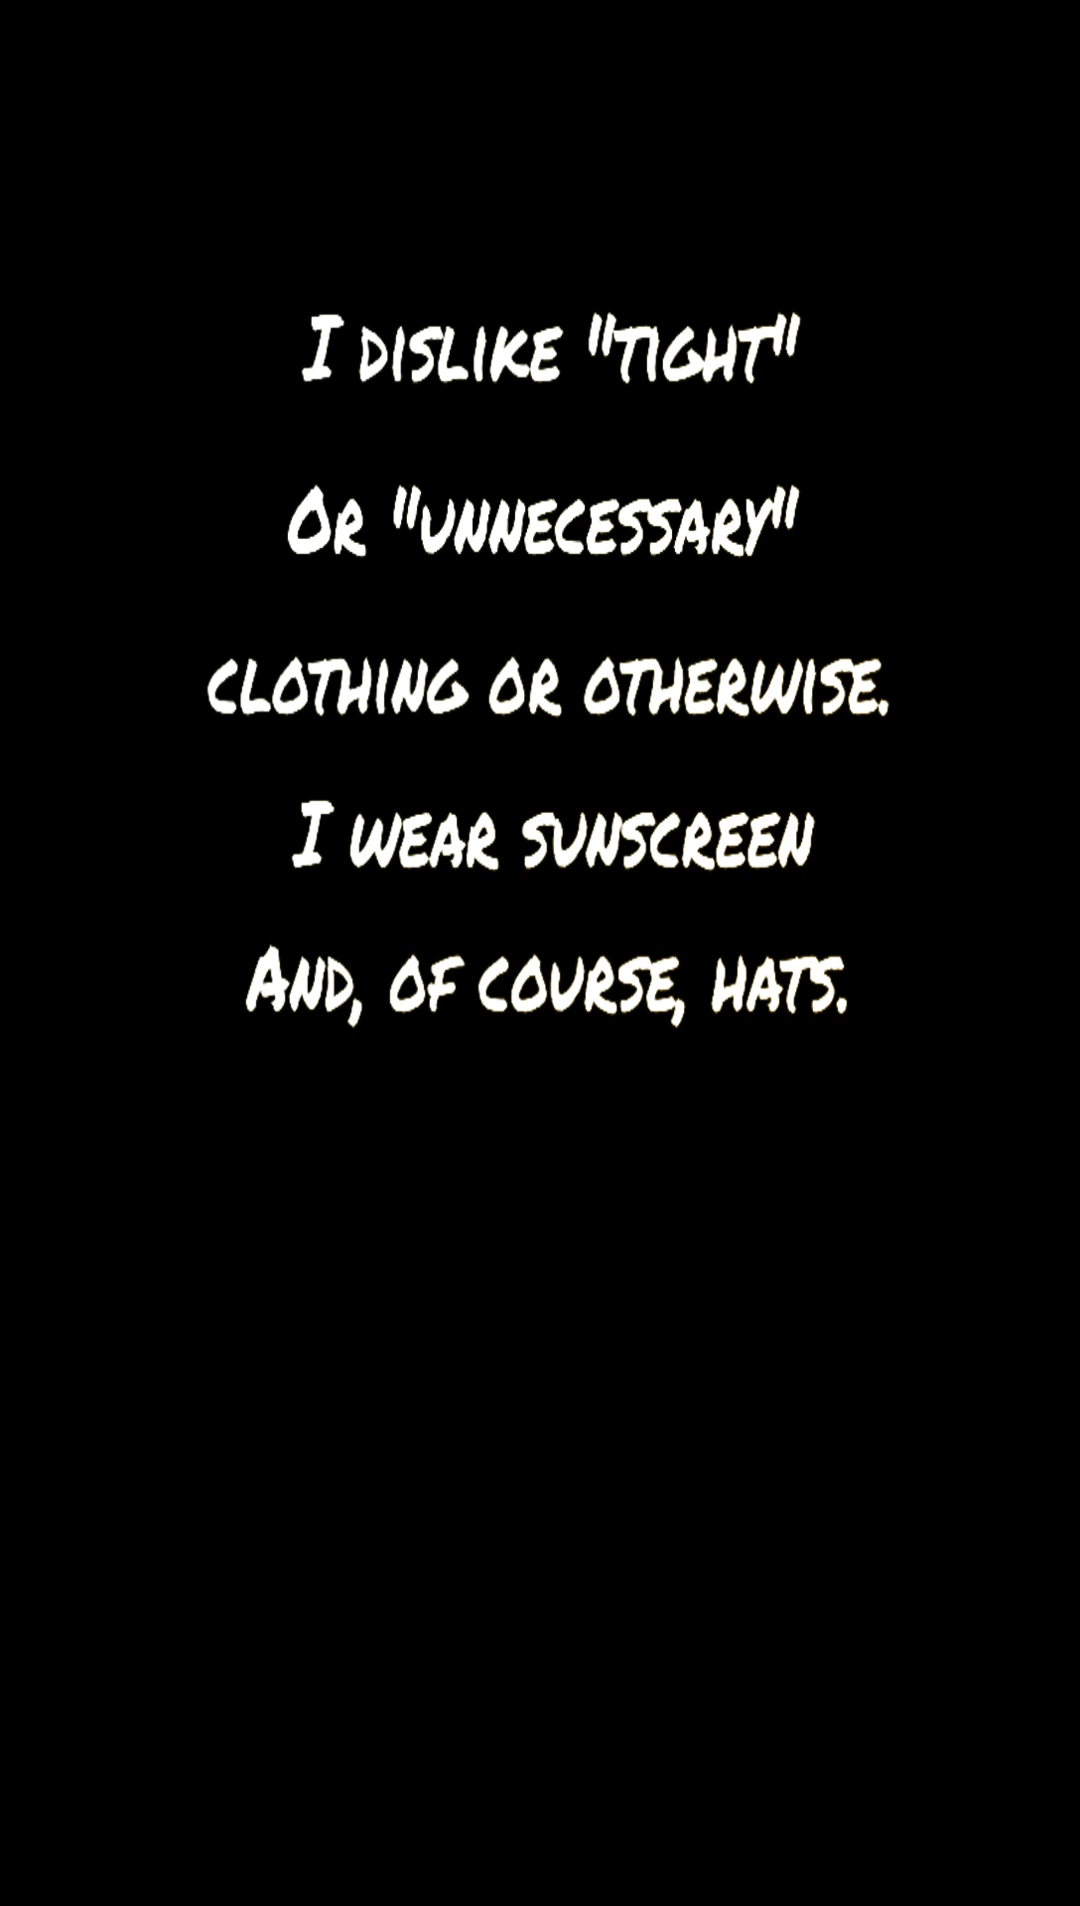 I dislike "tight"
Or "unnecessary"
clothing or otherwise.
I wear sunscreen
And, of course, hats.